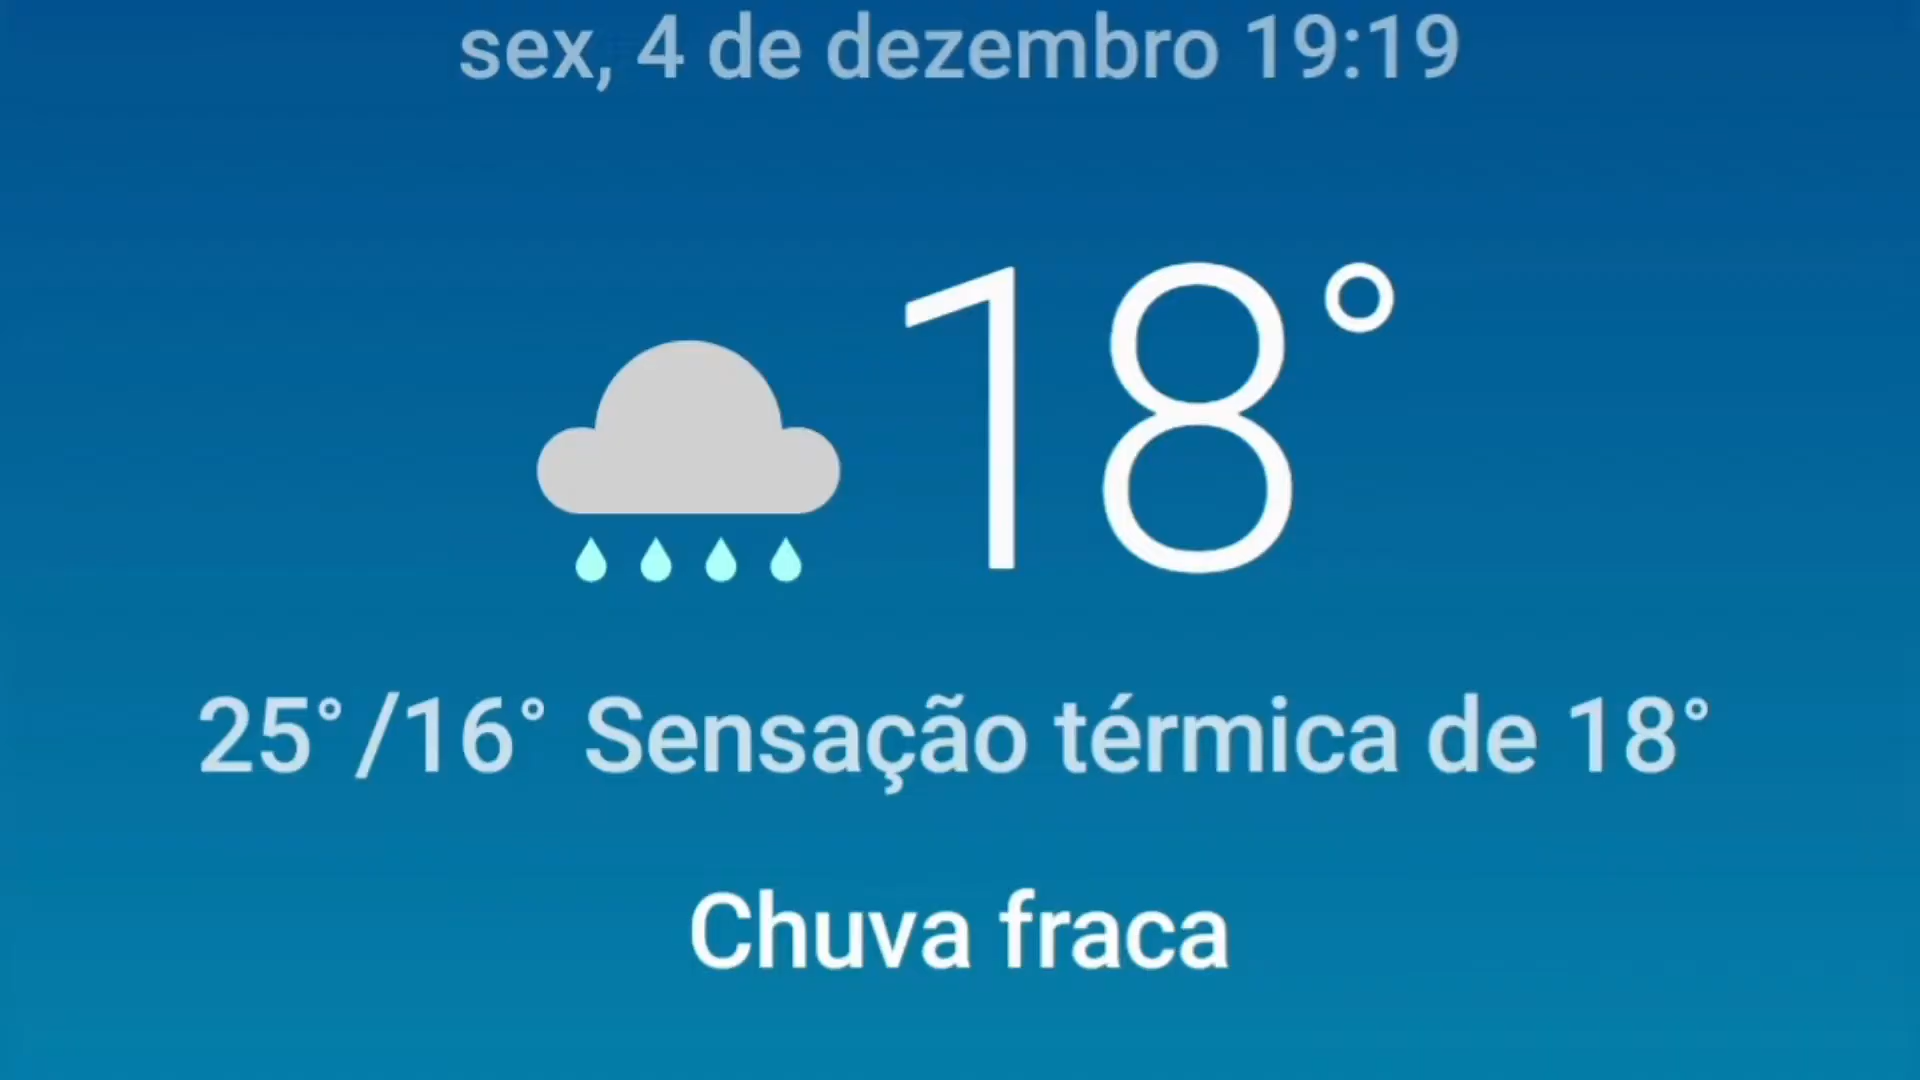 sex, 4 de dezembro 19:19
18°
25°/16° Sensação térmica de 18°
Chuva fraca